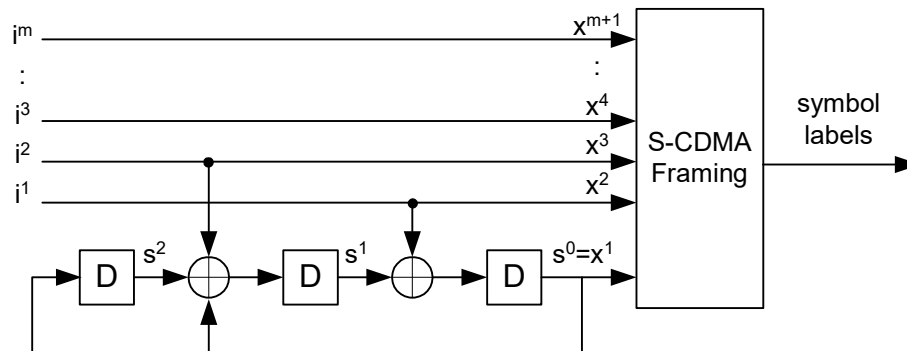 i^m x^{m+1}
: :
i^3 x^4
i^2 x^3
i^1 x^2
S-CDMA
Framing
symbol
labels
D s^2 D s^1 D s^0=x^1